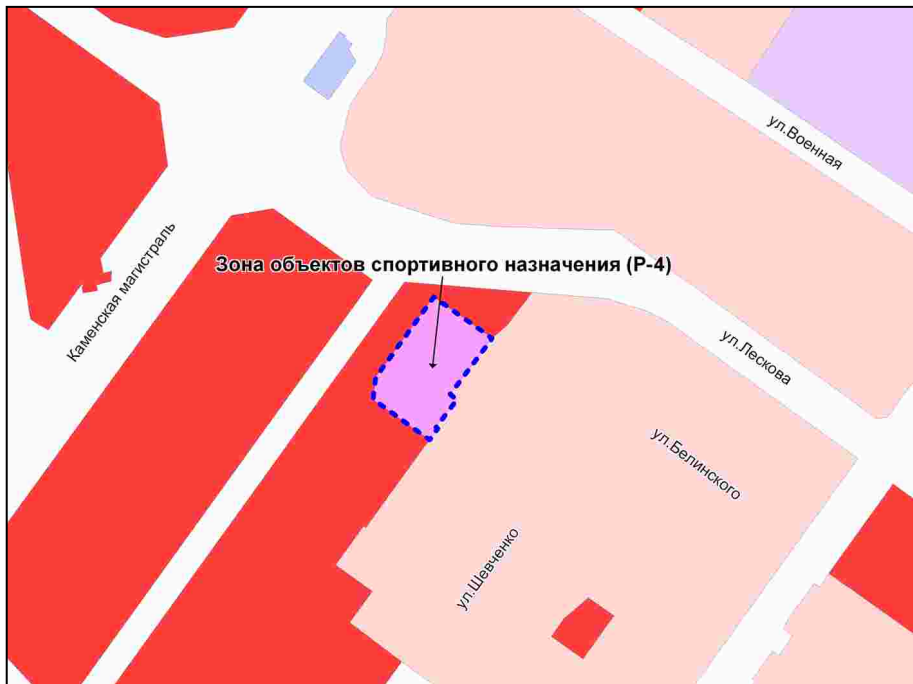 ул.Военная
Каменская магистраль
Зона объектов спортивного назначения (Р-4)
ул.Лескова
ул.Белинского
ул.Шевченко